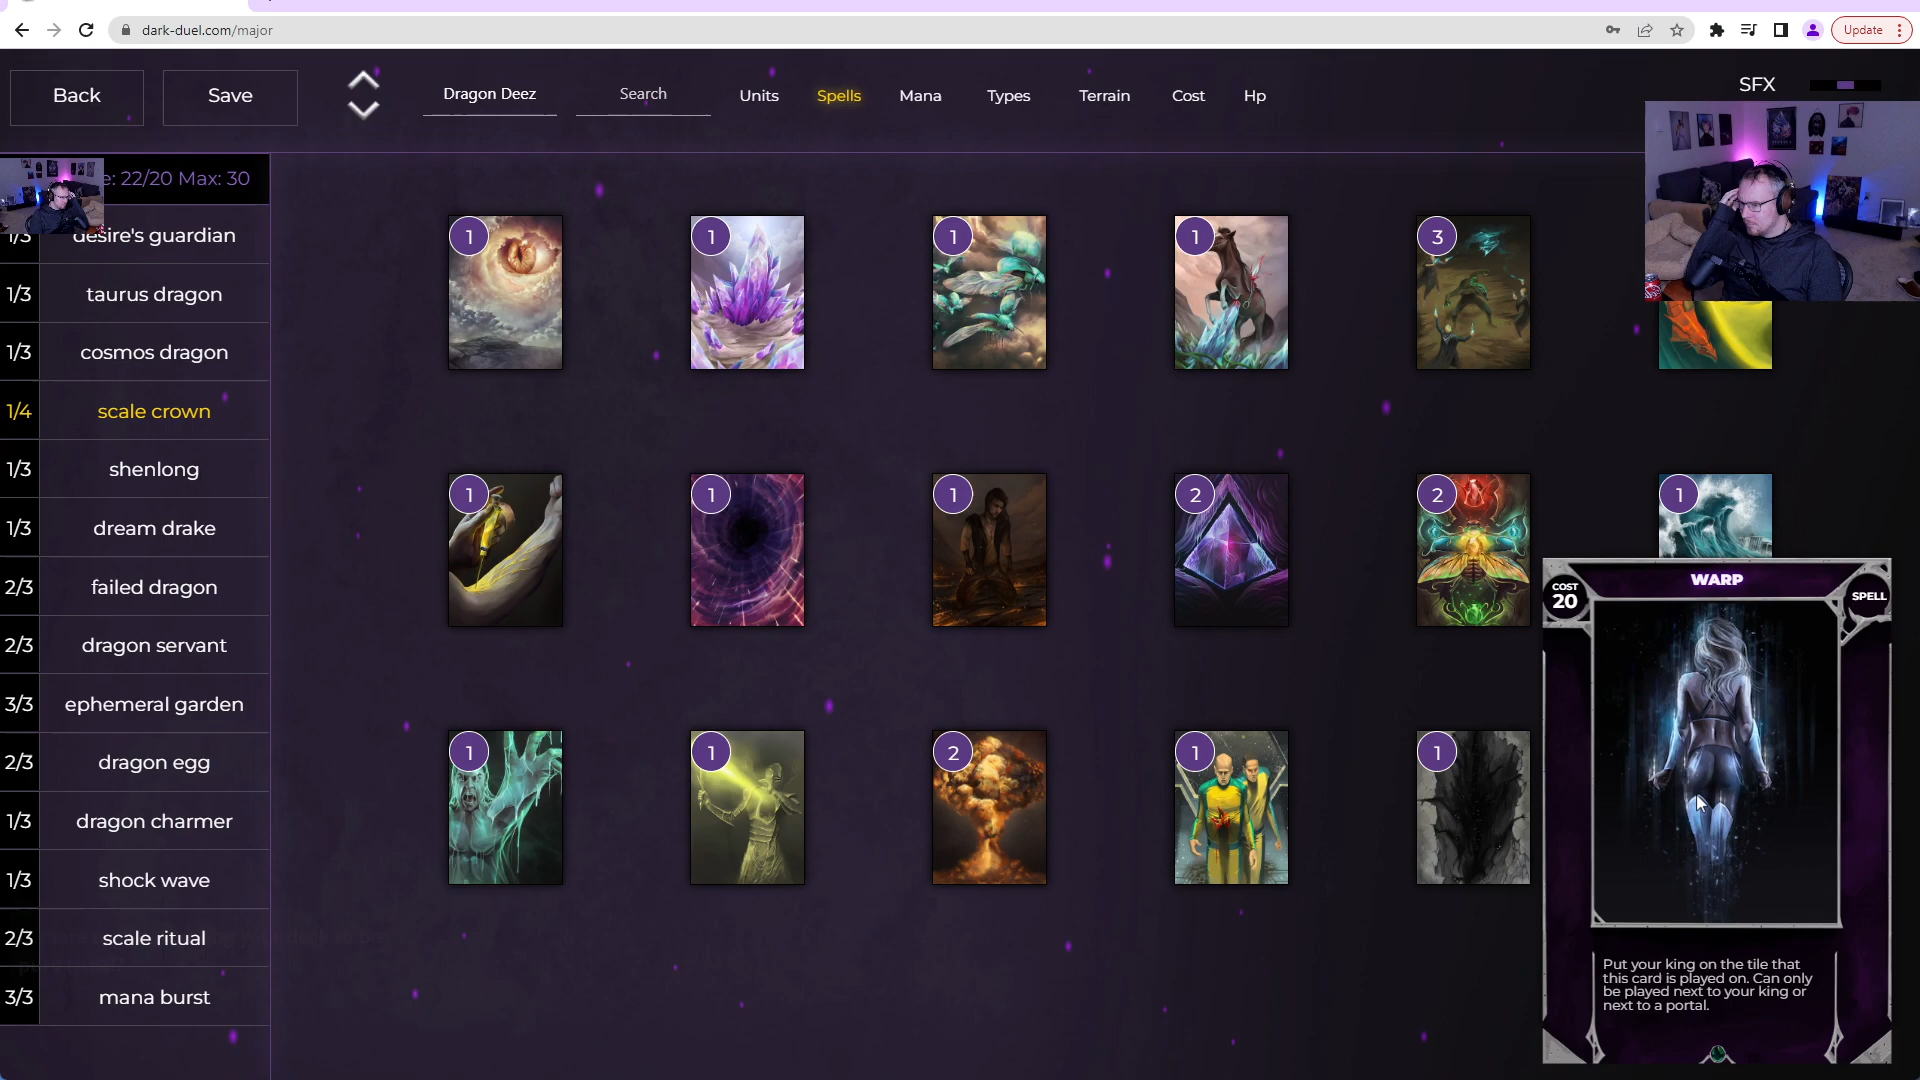 dark-duel.com/major
Update
Back
Save
Dragon Deez
Search
Units
Spells
Mana
Types
Terrain
Cost
Hp
SFX
e: 22/20 Max: 30
1/3 desire's guardian
1/3 taurus dragon
1/3 cosmos dragon
1/4 scale crown
1/3 shenlong
1/3 dream drake
2/3 failed dragon
2/3 dragon servant
3/3 ephemeral garden
2/3 dragon egg
1/3 dragon charmer
1/3 shock wave
2/3 scale ritual
3/3 mana burst
1 1 1 1 3
1 1 1 2 2 1
1 1 2 1 1
COST
20
WARP
SPELL
Put your king on the tile that
this card is played on. Can only
be played next to your king or
next to a portal.